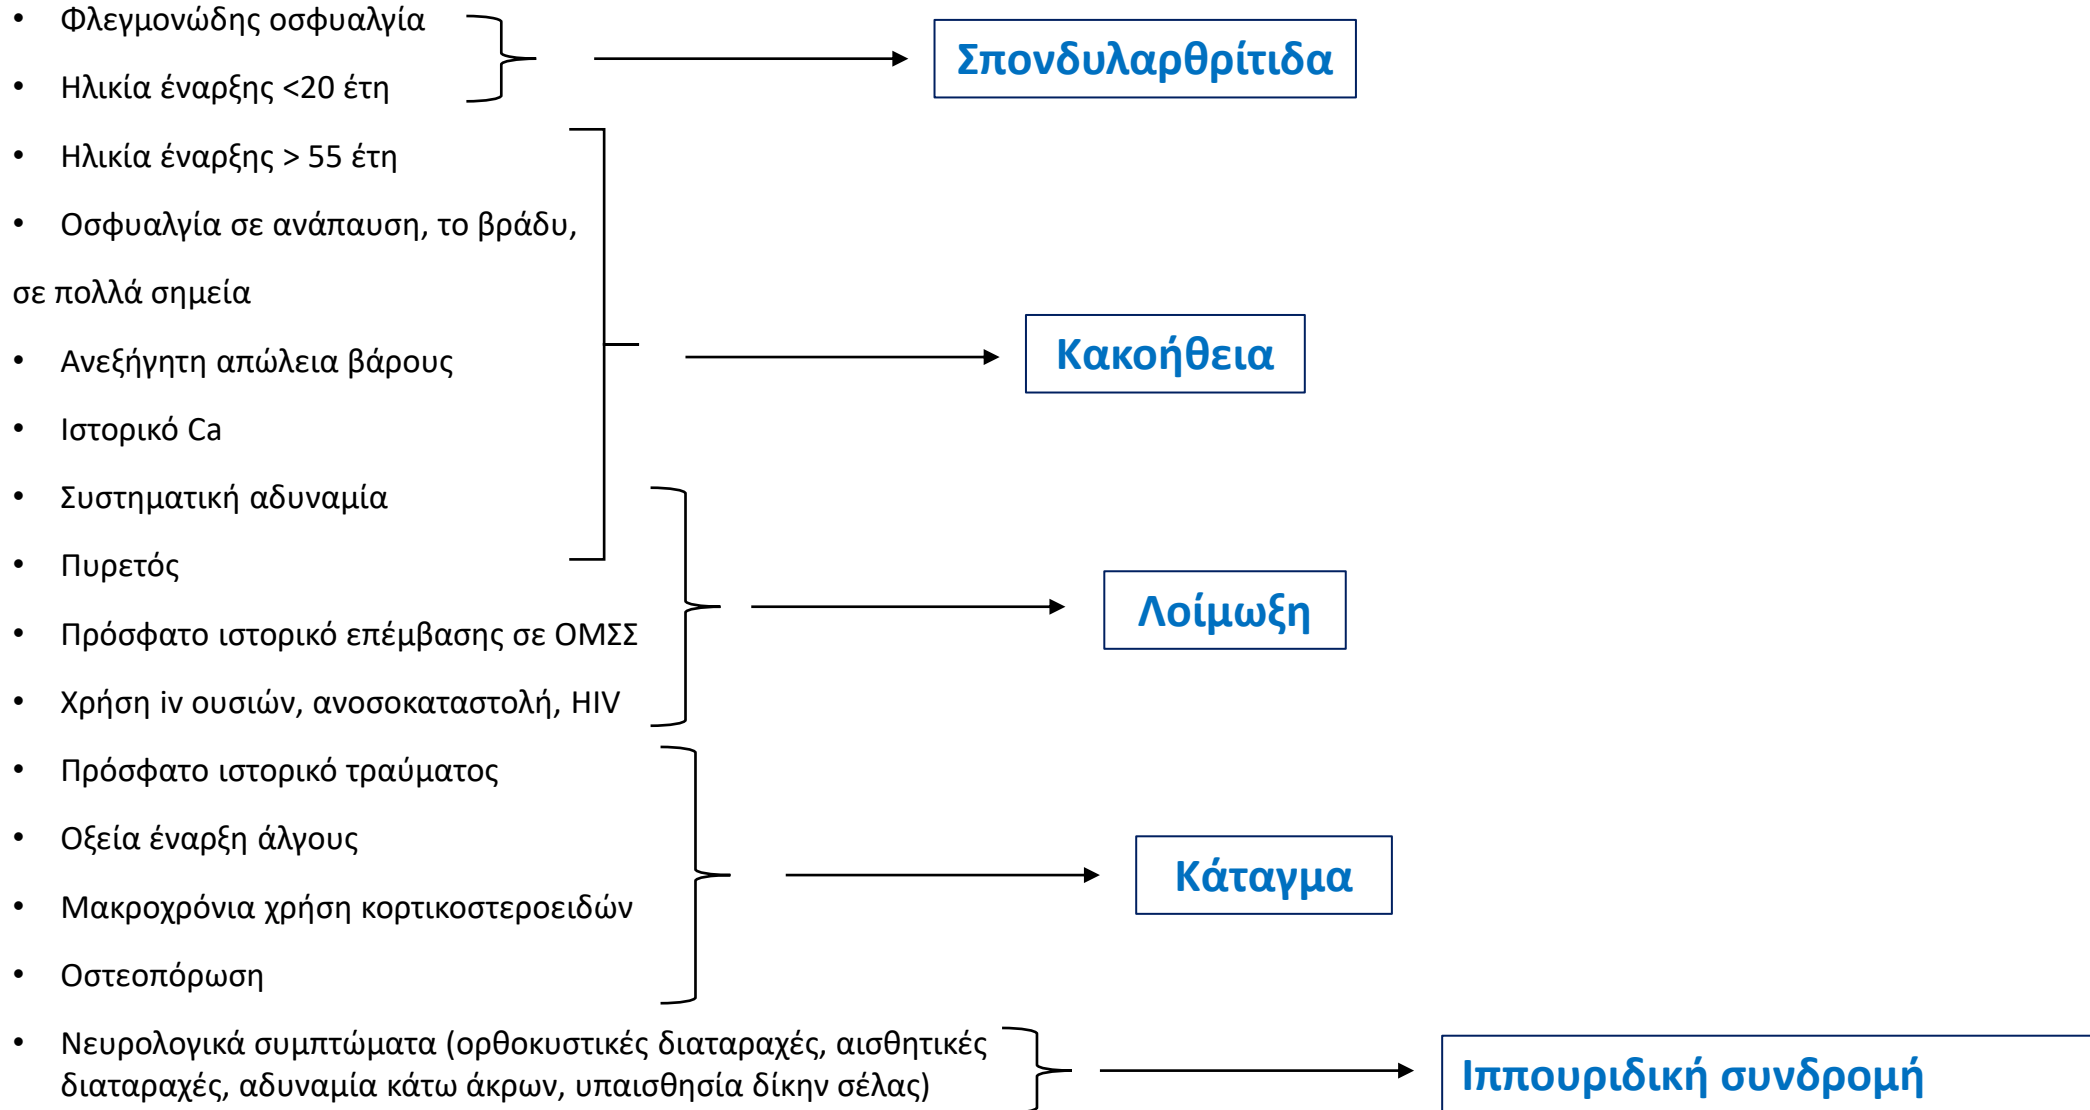 • Φλεγμονώδης οσφυαλγία
• Ηλικία έναρξης <20 έτη
Σπονδυλαρθρίτιδα
• Ηλικία έναρξης > 55 έτη
• Οσφυαλγία σε ανάπαυση, το βράδυ,
σε πολλά σημεία
• Ανεξήγητη απώλεια βάρους
• Ιστορικό Ca
• Συστηματική αδυναμία
• Πυρετός
Κακοήθεια
• Πρόσφατο ιστορικό επέμβασης σε ΟΜΣΣ
• Χρήση iv ουσιών, ανοσοκαταστολή, HIV
Λοίμωξη
• Πρόσφατο ιστορικό τραύματος
• Οξεία έναρξη άλγους
• Μακροχρόνια χρήση κορτικοστεροειδών
• Οστεοπόρωση
Κάταγμα
• Νευρολογικά συμπτώματα (ορθοκυστικές διαταραχές, αισθητικές
διαταραχές, αδυναμία κάτω άκρων, υπαισθησία δίκην σέλας)
Ιππουριδική συνδρομή